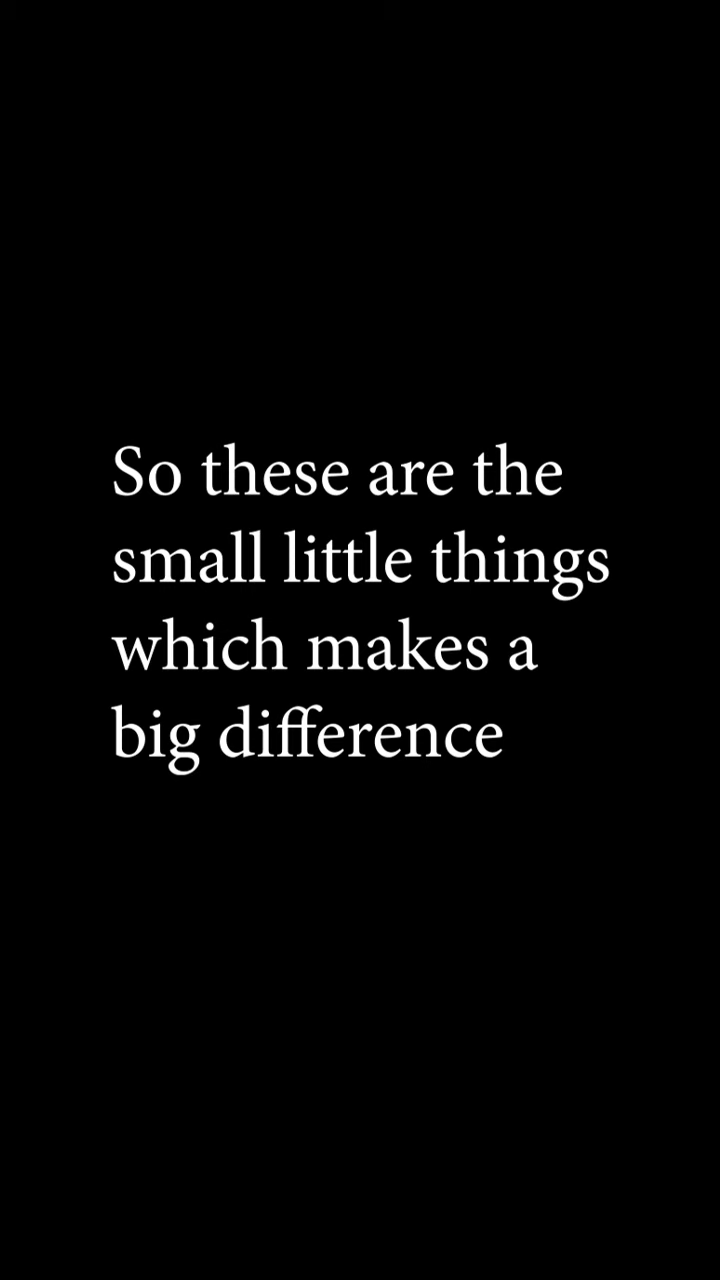 So these are the
small little things
which makes a
big difference